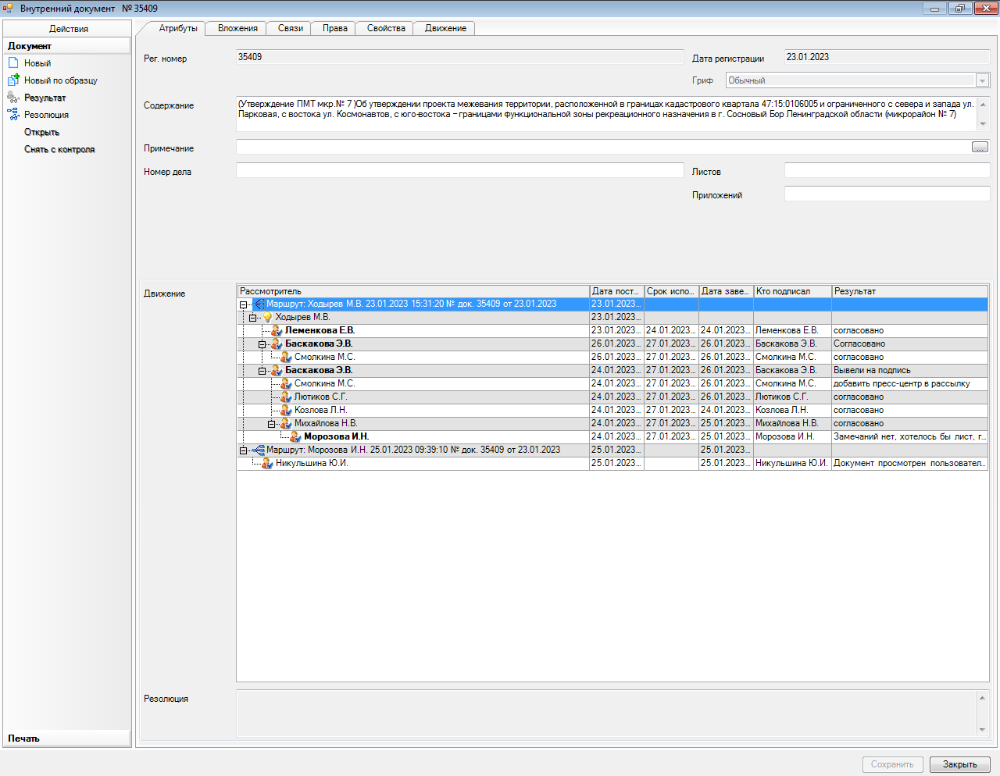 Внутренний документ № 35409
Действия
Документ
Новый
Новый по образцу
Результат
Резолюция
Открыть
Снять с контроля
Печать
Атрибуты Вложения Связи Права Свойства Движение
Рег. номер 35409 Дата регистрации 23.01.2023
Гриф Обычный
Содержание (Утверждение ПМТ мкр.№ 7 )Об утверждении проекта межевания территории, расположенной в границах кадастрового квартала 47:15:0106005 и ограниченного с севера и запада ул.
Парковая, с востока ул. Космонавтов, с юго-востока – границами функциональной зоны рекреационного назначения в г. Сосновый Бор Ленинградской области (микрорайон № 7)
Примечание ...
Номер дела Листов
Приложений
Движение
Рассмотритель Дата пост... Срок испо... Дата заве... Кто подписал Результат
Маршрут: Ходырев М.В. 23.01.2023 15:31:20 № док. 35409 от 23.01.2023 23.01.2023...
Ходырев М.В. 23.01.2023...
Леменкова Е.В. 23.01.2023... 24.01.2023... 24.01.2023... Леменкова Е.В. согласовано
Баскакова Э.В. 26.01.2023... 27.01.2023... 26.01.2023... Баскакова Э.В. Согласовано
Смолкина М.С. 26.01.2023... 27.01.2023... 26.01.2023... Смолкина М.С. согласовано
Баскакова Э.В. 24.01.2023... 27.01.2023... 26.01.2023... Баскакова Э.В. Вывели на подпись
Смолкина М.С. 24.01.2023... 27.01.2023... 26.01.2023... Смолкина М.С. добавить пресс-центр в рассылку
Лютиков С.Г. 24.01.2023... 27.01.2023... 26.01.2023... Лютиков С.Г. согласовано
Козлова Л.Н. 24.01.2023... 27.01.2023... 24.01.2023... Козлова Л.Н. согласовано
Михайлова Н.В. 24.01.2023... 27.01.2023... 26.01.2023... Михайлова Н.В. согласовано
Морозова И.Н. 24.01.2023... 27.01.2023... 25.01.2023... Морозова И.Н. Замечаний нет, хотелось бы лист, г...
Маршрут: Морозова И.Н. 25.01.2023 09:39:10 № док. 35409 от 23.01.2023 25.01.2023... 25.01.2023...
Никульшина Ю.И. 25.01.2023... 25.01.2023... Никульшина Ю.И. Документ просмотрен пользовател...
Резолюция
Сохранить Закрыть